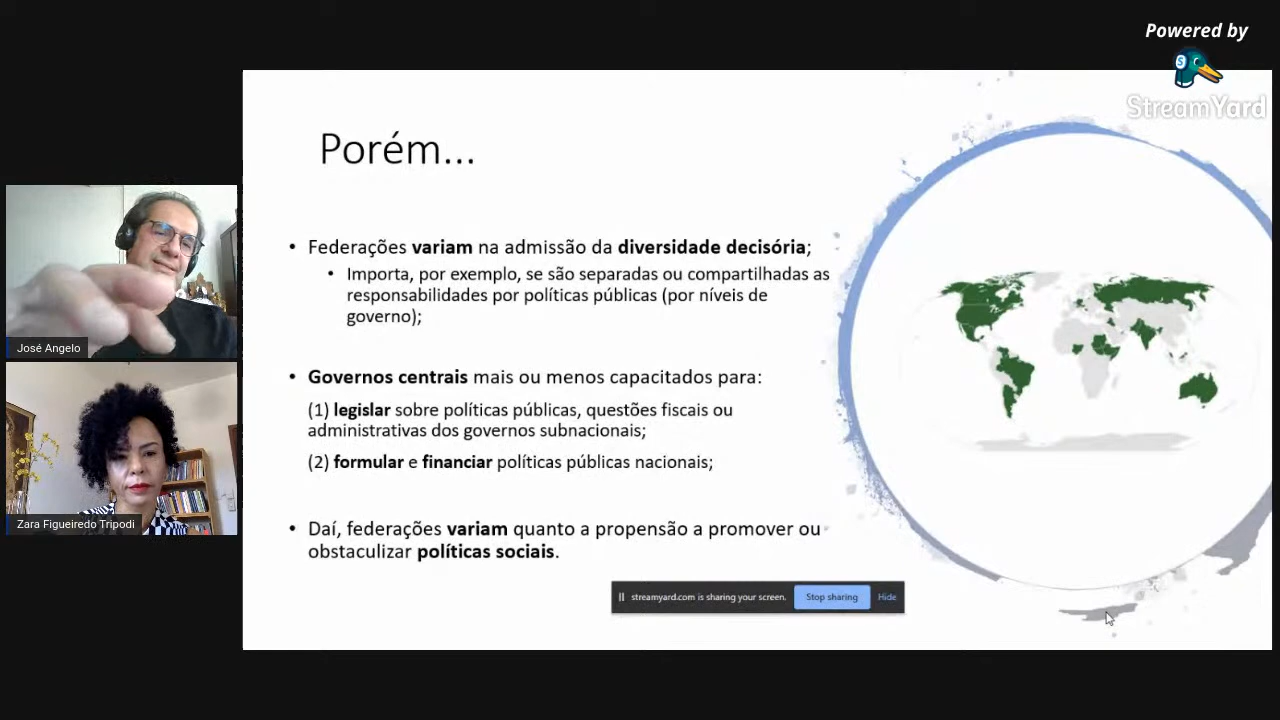 Powered by
StreamYard
Porém...
• Federações variam na admissão da diversidade decisória;
• Importa, por exemplo, se são separadas ou compartilhadas as
responsabilidades por políticas públicas (por níveis de
governo);
• Governos centrais mais ou menos capacitados para:
(1) legislar sobre políticas públicas, questões fiscais ou
administrativas dos governos subnacionais;
(2) formular e financiar políticas públicas nacionais;
• Daí, federações variam quanto a propensão a promover ou
obstaculizar políticas sociais.
streamyard.com is sharing your screen. Stop sharing Hide
José Angelo
Zara Figueiredo Tripodi